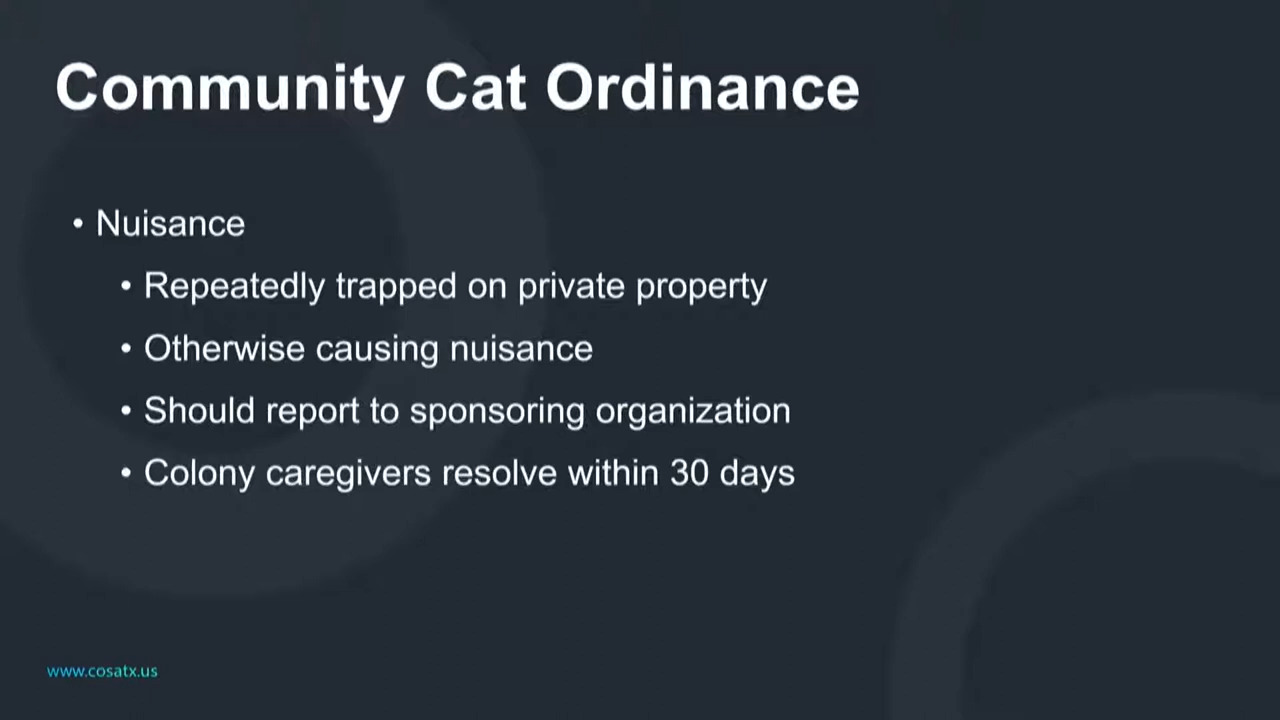 Community Cat Ordinance
• Nuisance
• Repeatedly trapped on private property
• Otherwise causing nuisance
• Should report to sponsoring organization
• Colony caregivers resolve within 30 days
www.cosatx.us